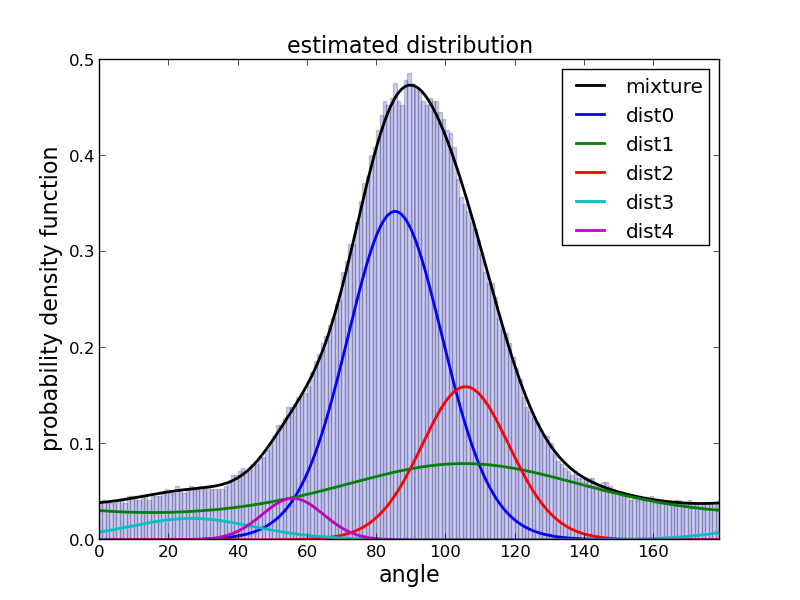 estimated distribution
probability density function
0.5
0.4
0.3
0.2
0.1
0.0
mixture
dist0
dist1
dist2
dist3
dist4
0 20 40 60 80 100 120 140 160
angle